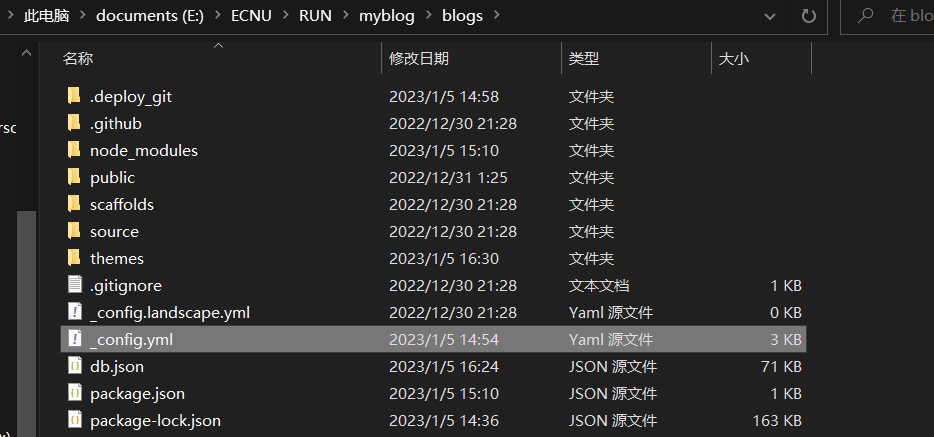 此电脑 > documents (E:) > ECNU > RUN > myblog > blogs >
在 blo
名称 修改日期 类型 大小
.deploy_git 2023/1/5 14:58 文件夹
.github 2022/12/30 21:28 文件夹
node_modules 2023/1/5 15:10 文件夹
public 2022/12/31 1:25 文件夹
scaffolds 2022/12/30 21:28 文件夹
source 2022/12/30 21:28 文件夹
themes 2023/1/5 16:30 文件夹
.gitignore 2022/12/30 21:28 文本文档 1 KB
_config.landscape.yml 2022/12/30 21:28 Yaml 源文件 0 KB
_config.yml 2023/1/5 14:54 Yaml 源文件 3 KB
db.json 2023/1/5 16:24 JSON 源文件 71 KB
package.json 2023/1/5 15:10 JSON 源文件 1 KB
package-lock.json 2023/1/5 14:36 JSON 源文件 163 KB